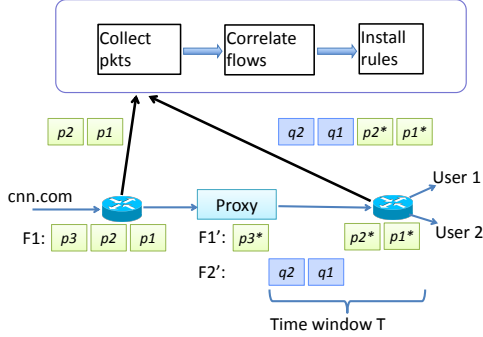 Collect pkts
Correlate flows
Install rules
p2 p1
q2 q1 p2* p1*
cnn.com
Proxy
User 1
User 2
F1: p3 p2 p1
F1': p3* p2* p1*
F2': q2 q1
Time window T